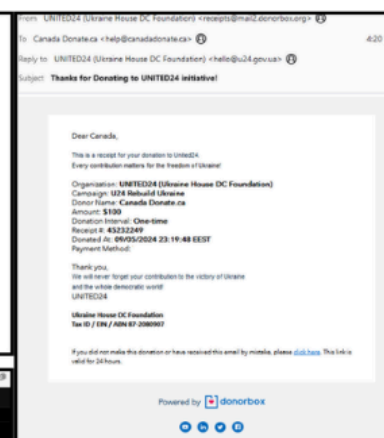 From UNITED24 (Ukraine House DC Foundation) <receipts@mail2.donorbox.org>
To Canada Donate.ca <help@canadadonate.ca> 4:20
Reply to UNITED24 (Ukraine House DC Foundation) <hello@u24.gov.ua>
Subject Thanks for Donating to UNITED24 initiative!
Dear Canada,
This is a receipt for your donation to United24.
Every contribution matters for the freedom of Ukraine!
Organization: UNITED24 (Ukraine House DC Foundation)
Campaign: U24 Rebuild Ukraine
Donor Name: Canada Donate.ca
Amount: $100
Donation Interval: One-time
Receipt #: 45232249
Donated At: 09/05/2024 23:19:48 EEST
Payment Method:
Thank you,
We will never forget your contribution to the victory of Ukraine
and the whole democratic world!
UNITED24
Ukraine House DC Foundation
Tax ID / EIN / ABN 87-2080907
If you did not make this donation or have received this email by mistake, please click here. This link is
valid for 24 hours.
Powered by donorbox